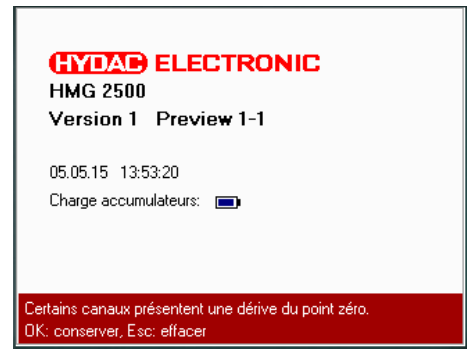 HYDAC ELECTRONIC
HMG 2500
Version 1 Preview 1-1
05.05.15 13:53:20
Charge accumulateurs:
Certains canaux présentent une dérive du point zéro.
OK: conserver, Esc: effacer